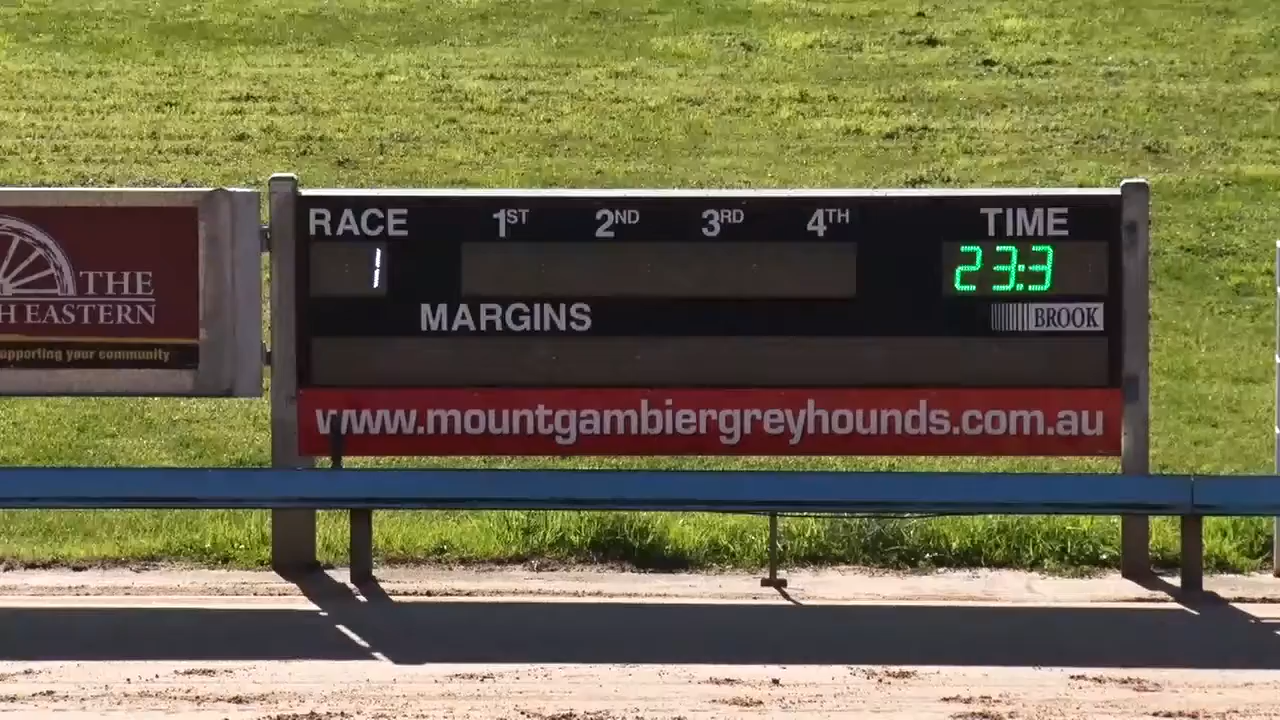 THE
H EASTERN
upporting your community
RACE 1ST 2ND 3RD 4TH TIME
1 23:3
MARGINS
BROOK
www.mountgambiergreyhounds.com.au